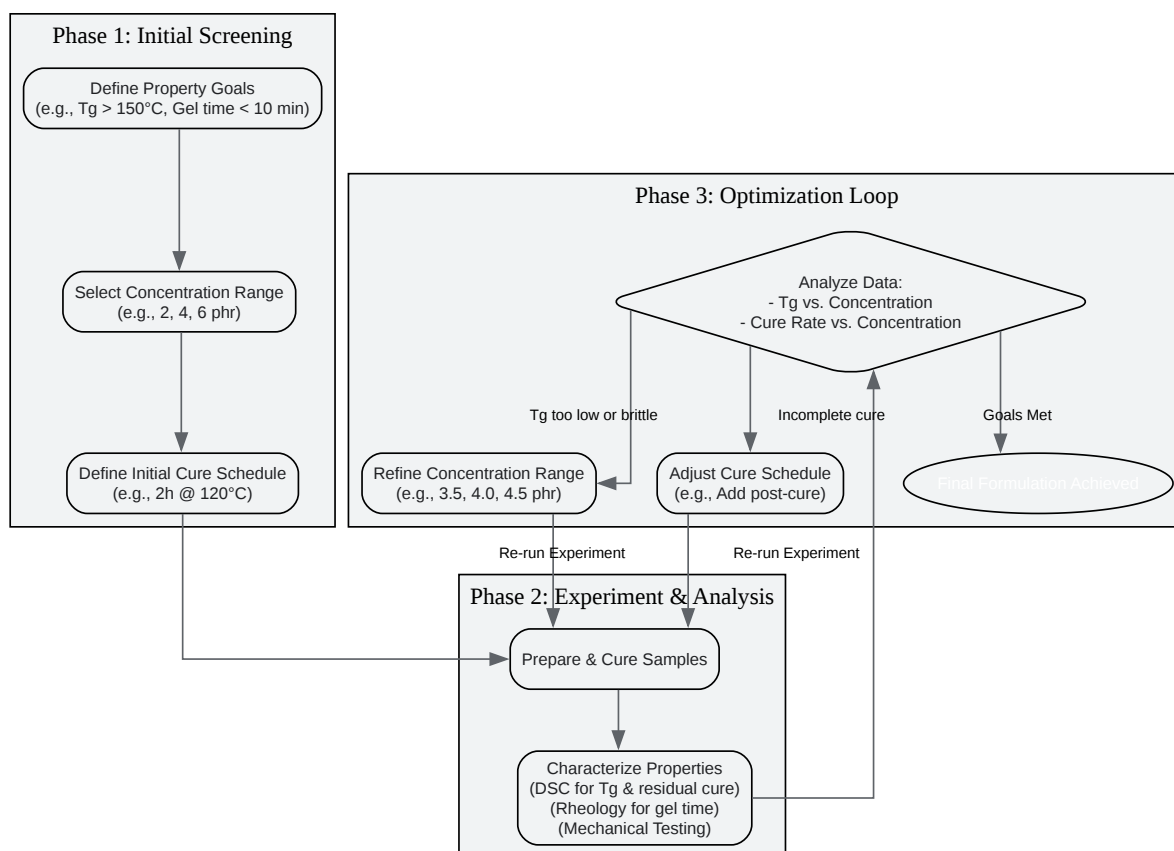 Phase 1: Initial Screening
Define Property Goals
(e.g., Tg > 150°C, Gel time < 10 min)
Select Concentration Range
(e.g., 2, 4, 6 phr)
Define Initial Cure Schedule
(e.g., 2h @ 120°C)
Phase 3: Optimization Loop
Analyze Data:
- Tg vs. Concentration
- Cure Rate vs. Concentration
Tg too low or brittle
Incomplete cure
Goals Met
Refine Concentration Range
(e.g., 3.5, 4.0, 4.5 phr)
Adjust Cure Schedule
(e.g., Add post-cure)
Final Formulation Achieved
Re-run Experiment
Re-run Experiment
Phase 2: Experiment & Analysis
Prepare & Cure Samples
Characterize Properties
(DSC for Tg & residual cure)
(Rheology for gel time)
(Mechanical Testing)